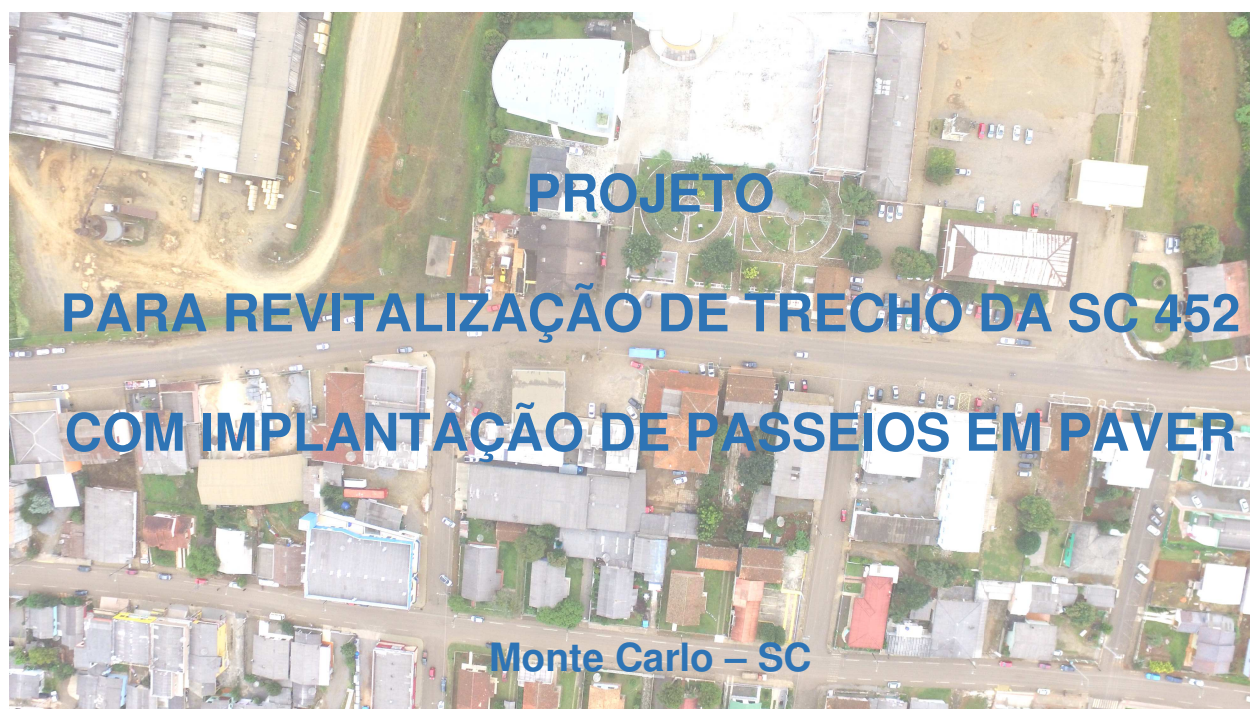 PROJETO
PARA REVITALIZAÇÃO DE TRECHO DA SC 452
COM IMPLANTAÇÃO DE PASSEIOS EM PAVER
Monte Carlo – SC